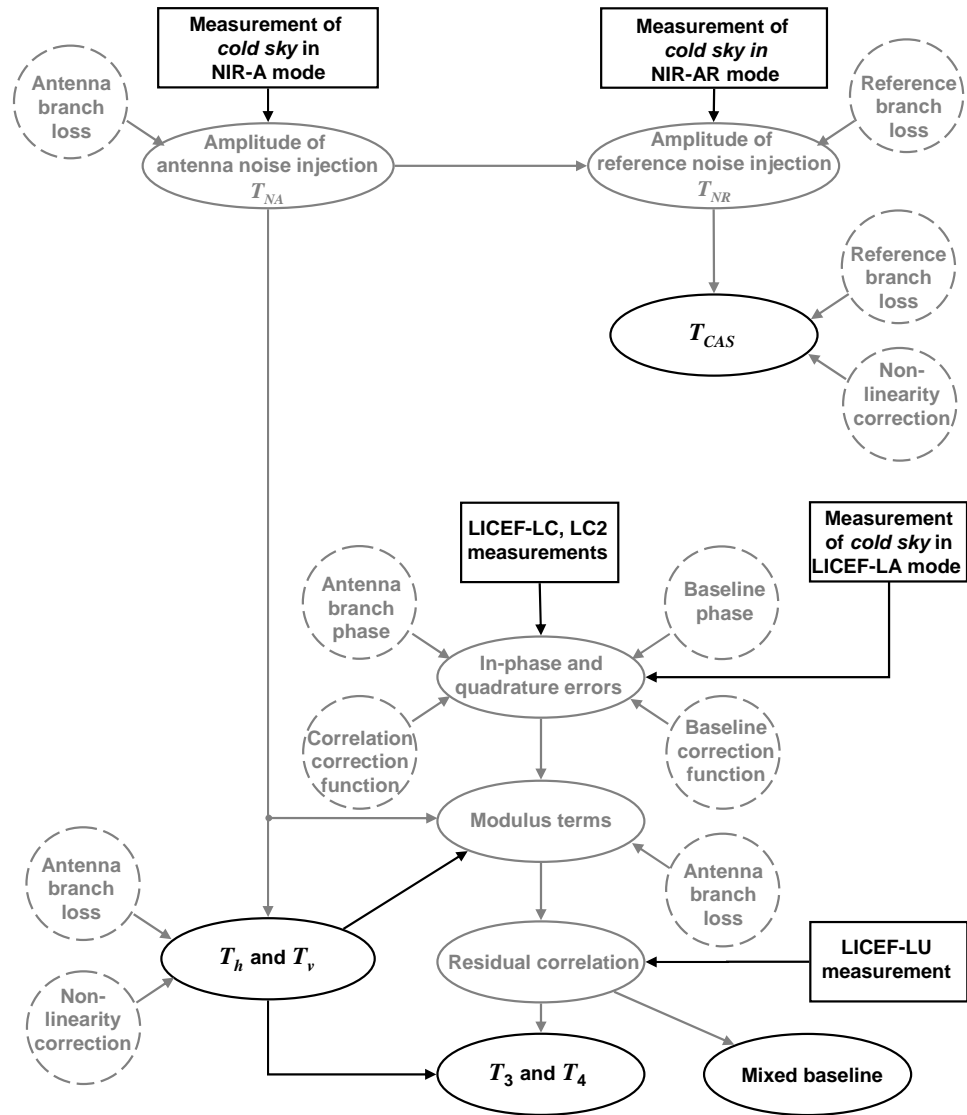 Measurement of
cold sky in
NIR-A mode
Measurement of
cold sky in
NIR-AR mode
Antenna
branch
loss
Reference
branch
loss
Amplitude of
antenna noise injection
T_NA
Amplitude of
reference noise injection
T_NR
Reference
branch
loss
T_CAS
Non-
linearity
correction
LICEF-LC, LC2
measurements
Measurement
of cold sky in
LICEF-LA mode
Antenna
branch
phase
Baseline
phase
In-phase and
quadrature errors
Correlation
correction
function
Baseline
correction
function
Modulus terms
Antenna
branch
loss
Antenna
branch
loss
T_h and T_v
Residual correlation
LICEF-LU
measurement
Non-
linearity
correction
T_3 and T_4
Mixed baseline